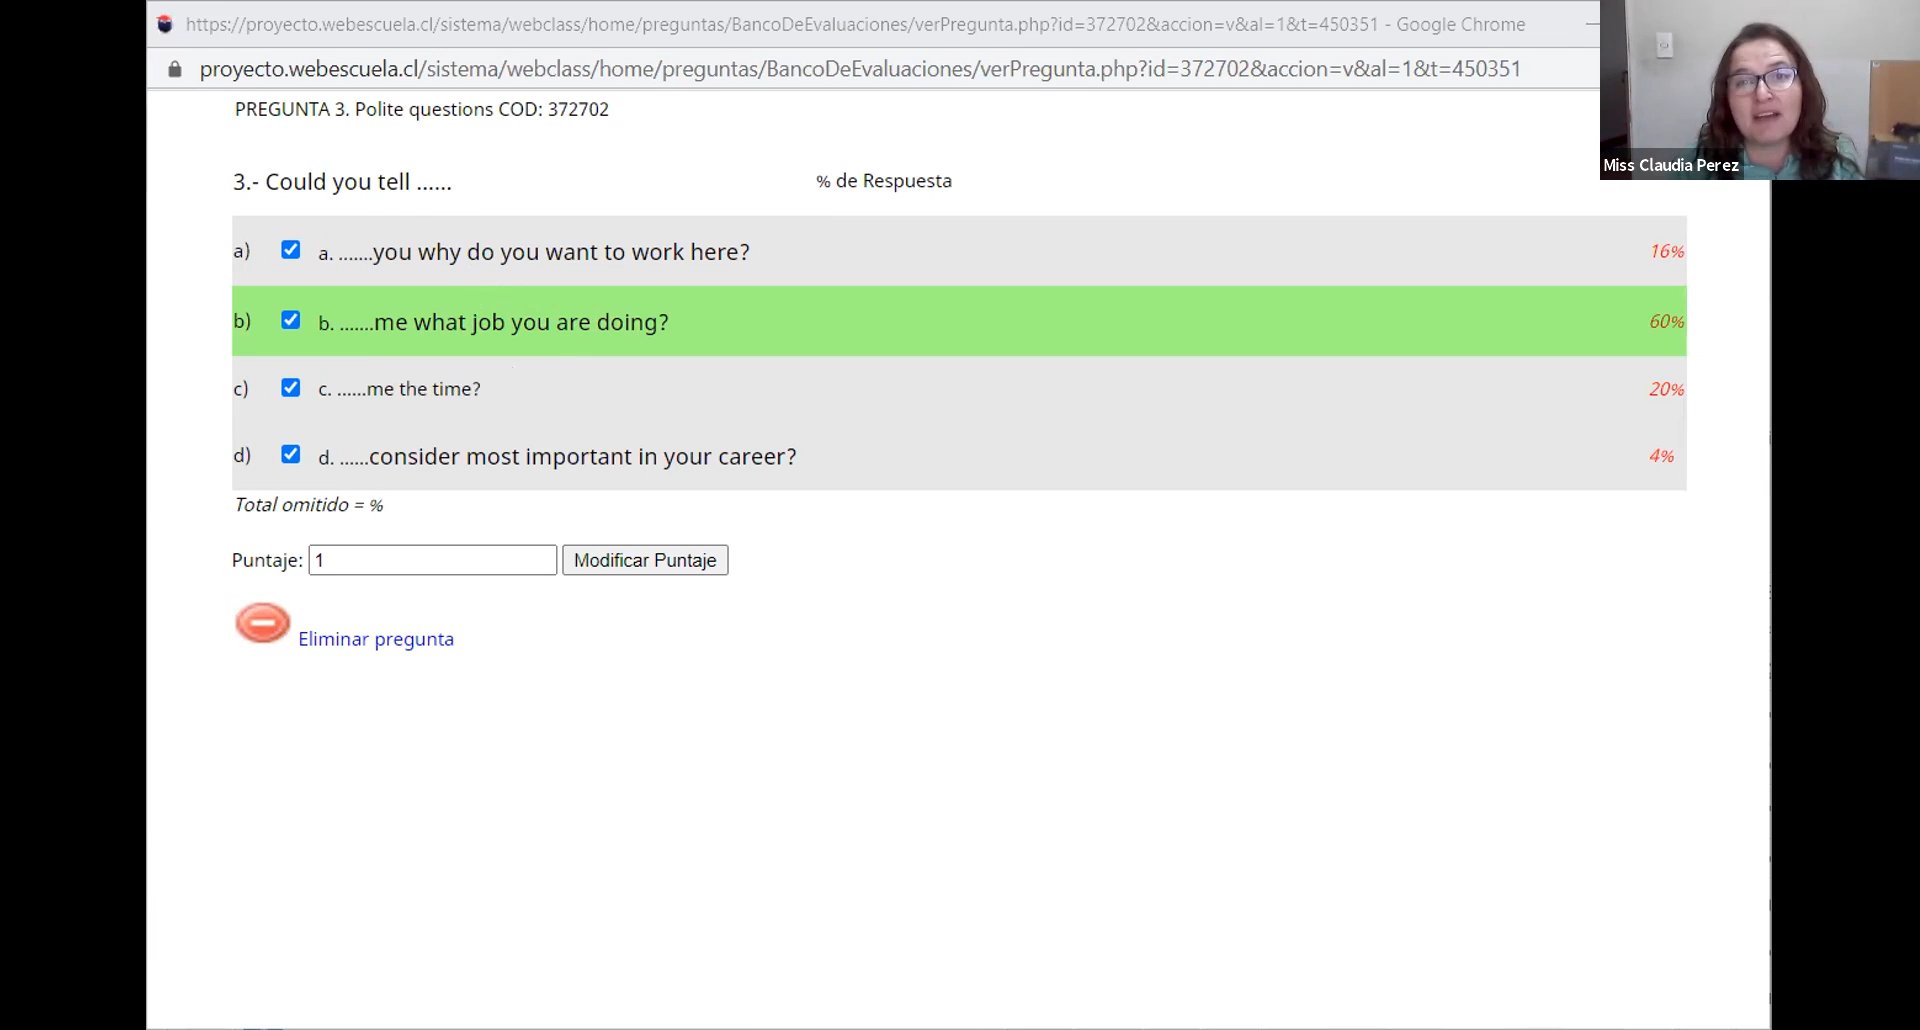 https://proyecto.webescuela.cl/sistema/webclass/home/preguntas/BancoDeEvaluaciones/verPregunta.php?id=372702&accion=v&al=1&t=450351 - Google Chrome
proyecto.webescuela.cl/sistema/webclass/home/preguntas/BancoDeEvaluaciones/verPregunta.php?id=372702&accion=v&al=1&t=450351
PREGUNTA 3. Polite questions COD: 372702
Miss Claudia Perez
3.- Could you tell ...... % de Respuesta
a) a. .......you why do you want to work here? 16%
b) b. .......me what job you are doing? 60%
c) c. ......me the time? 20%
d) d. ......consider most important in your career? 4%
Total omitido = %
Puntaje: 1 Modificar Puntaje
Eliminar pregunta